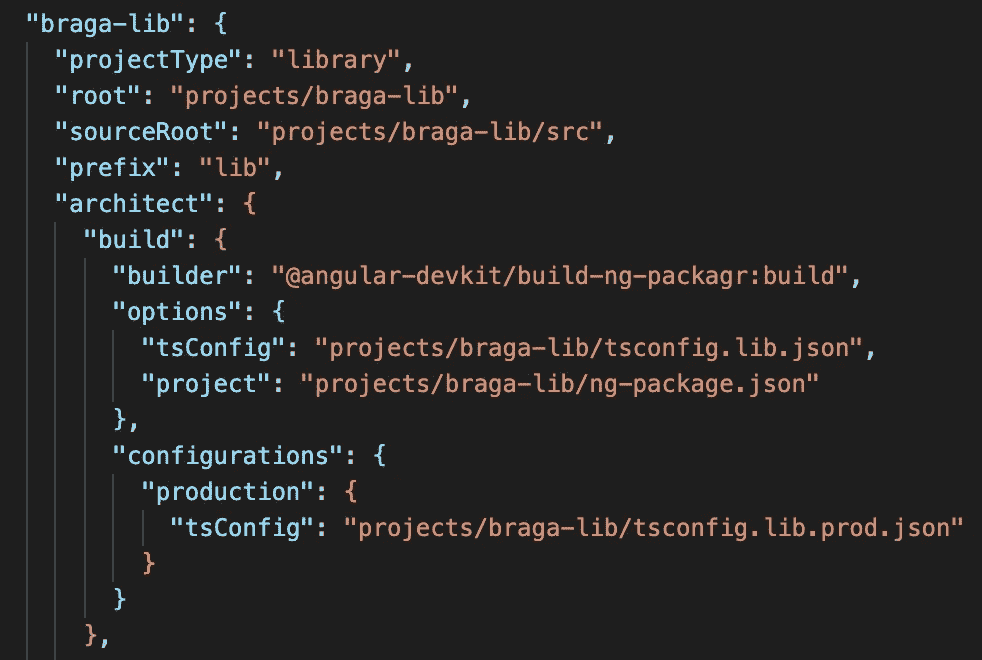 "braga-lib": {
"projectType": "library",
"root": "projects/braga-lib",
"sourceRoot": "projects/braga-lib/src",
"prefix": "lib",
"architect": {
"build": {
"builder": "@angular-devkit/build-ng-packagr:build",
"options": {
"tsConfig": "projects/braga-lib/tsconfig.lib.json",
"project": "projects/braga-lib/ng-package.json"
},
"configurations": {
"production": {
"tsConfig": "projects/braga-lib/tsconfig.lib.prod.json"
}
}
},